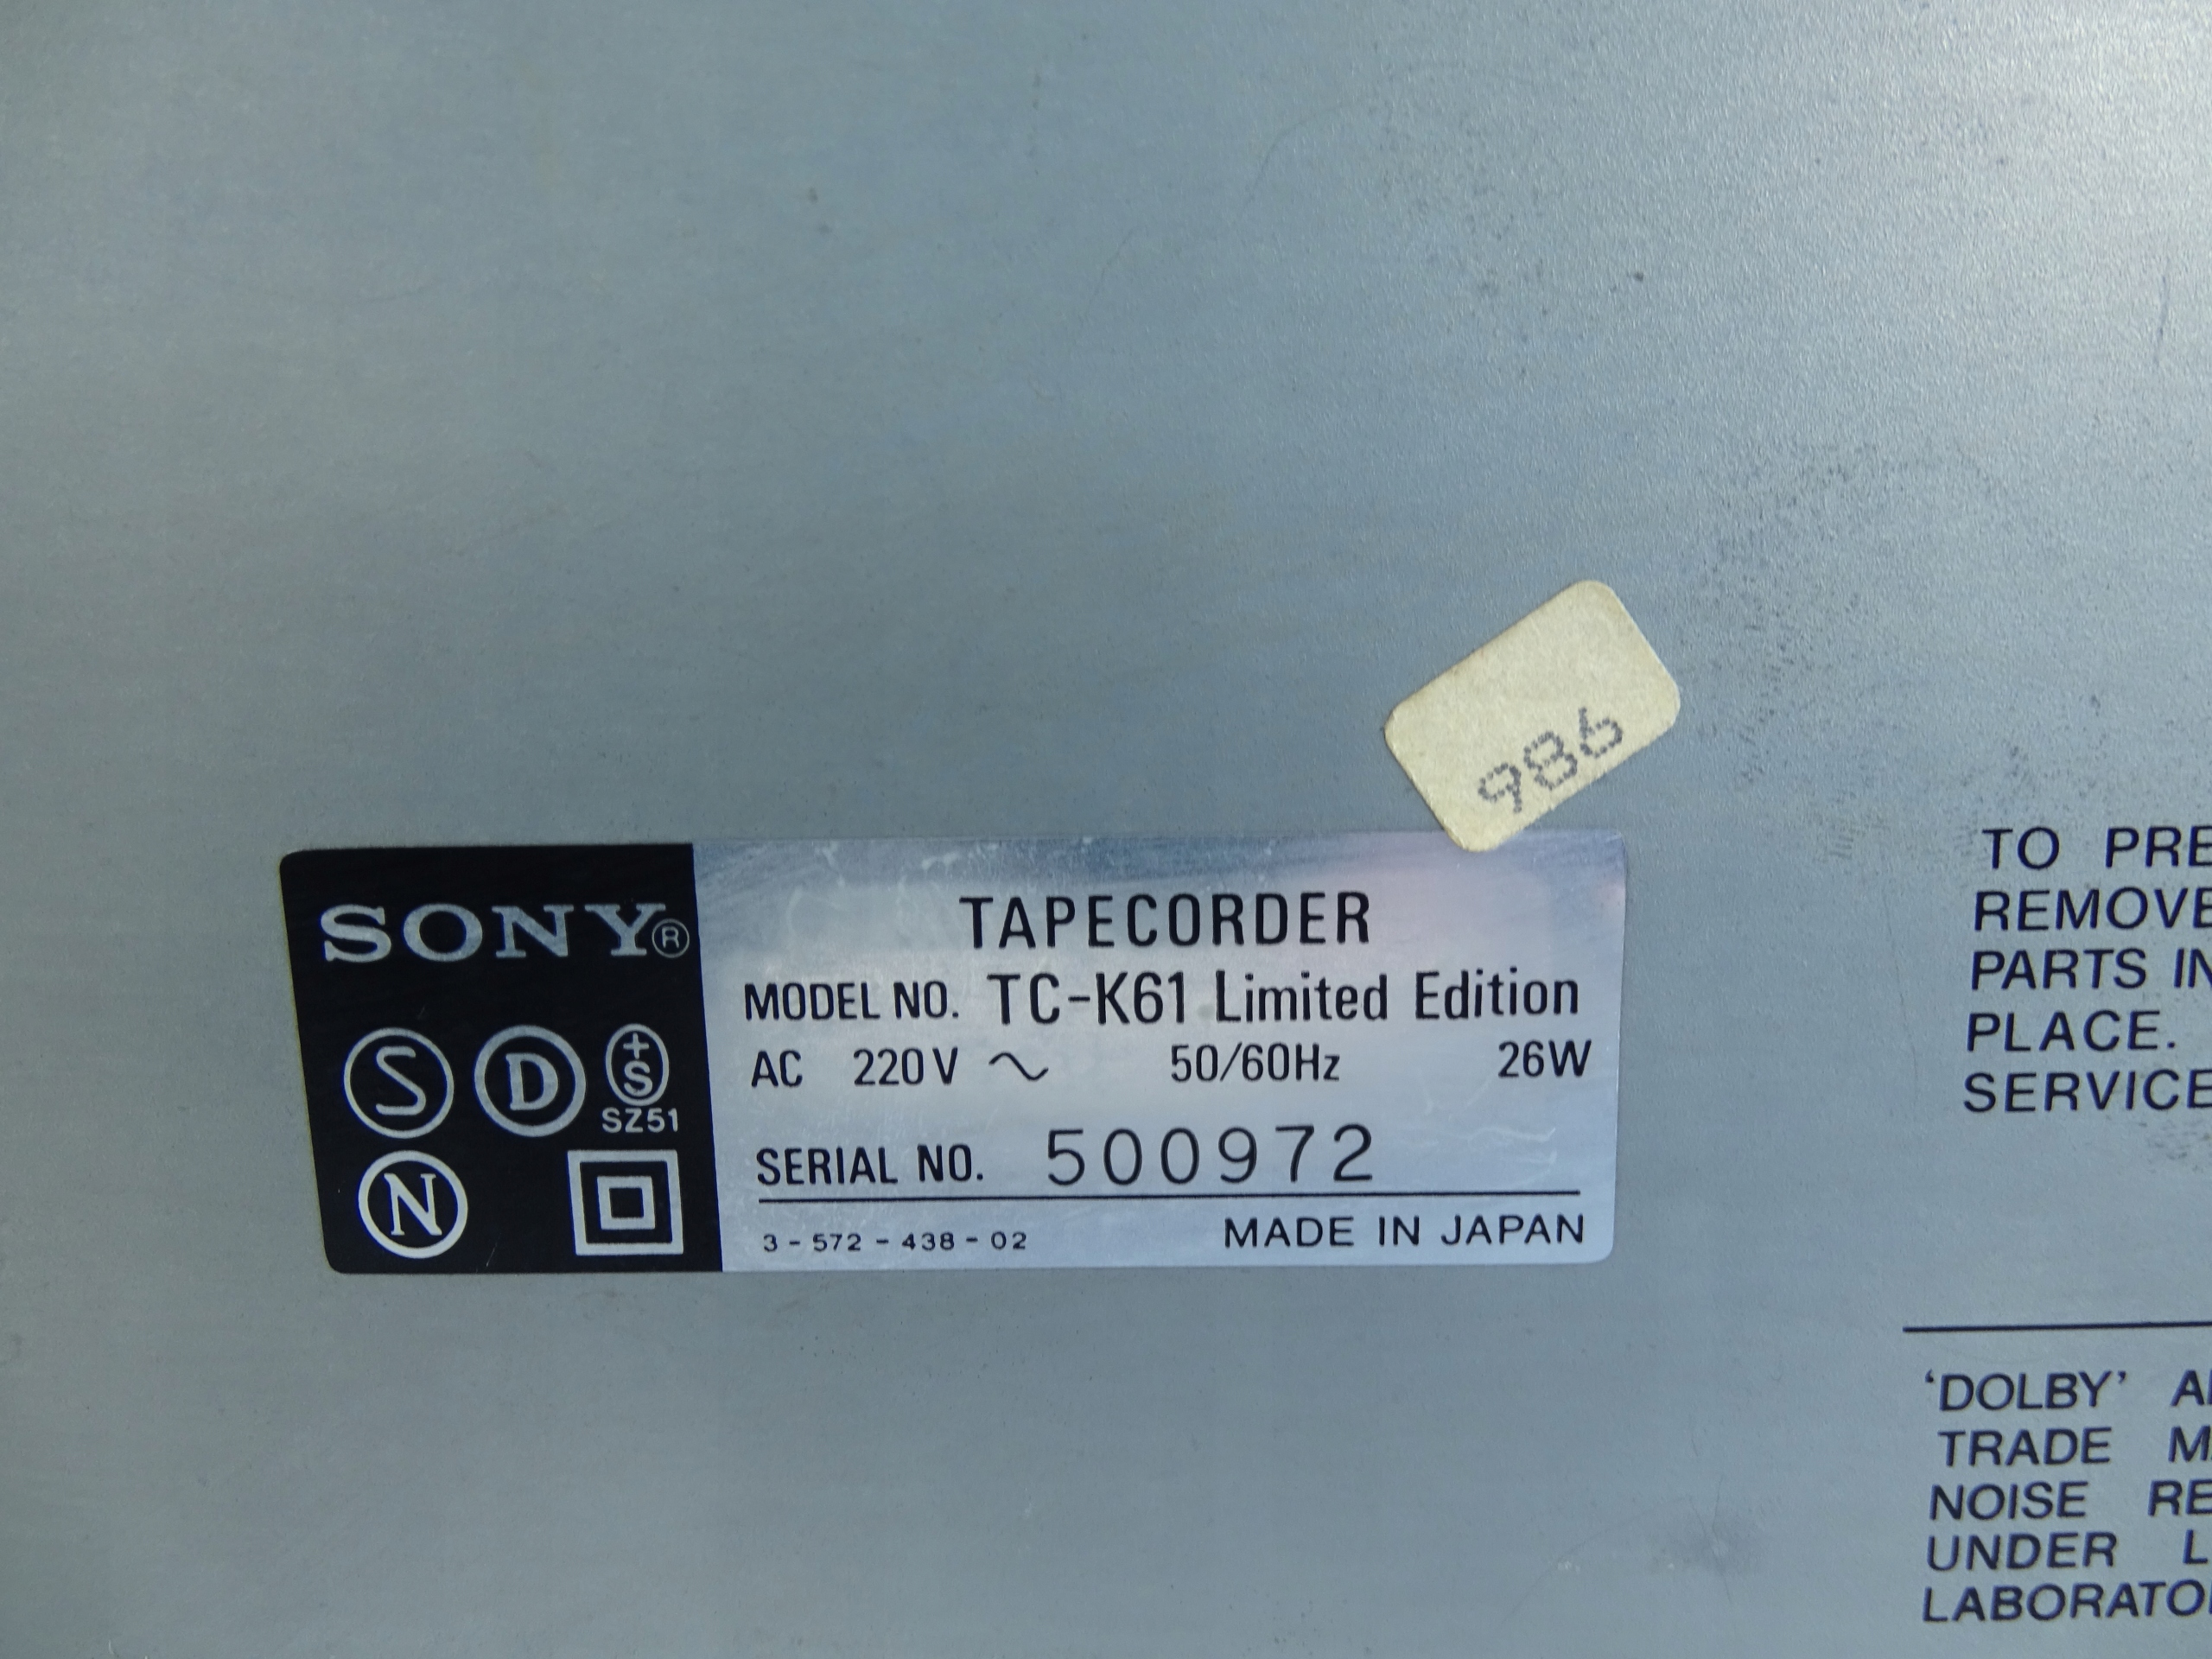 986
SONY®
S D +S
SZ51
N
TAPECORDER
MODEL NO. TC-K61 Limited Edition
AC 220V ~ 50/60Hz 26W
SERIAL NO. 500972
3-572-438-02 MADE IN JAPAN
TO PRE
REMOVE
PARTS IN
PLACE.
SERVICE
'DOLBY' A
TRADE M
NOISE RE
UNDER L
LABORATO